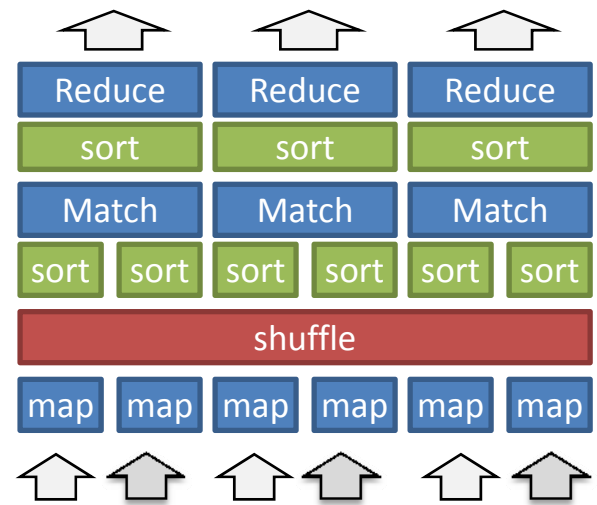 Reduce Reduce Reduce
sort sort sort
Match Match Match
sort sort sort sort sort sort
shuffle
map map map map map map